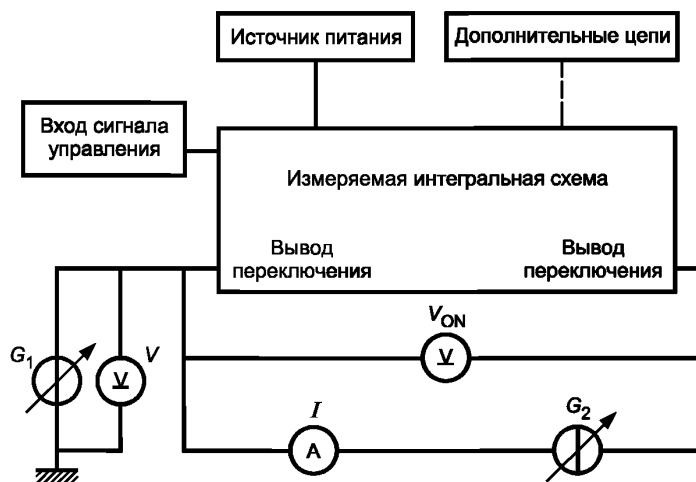 Источник питания
Дополнительные цепи
Вход сигнала
управления
Измеряемая интегральная схема
Вывод
переключения
Вывод
переключения
V_ON
V
G_1
V
V
I
A
G_2